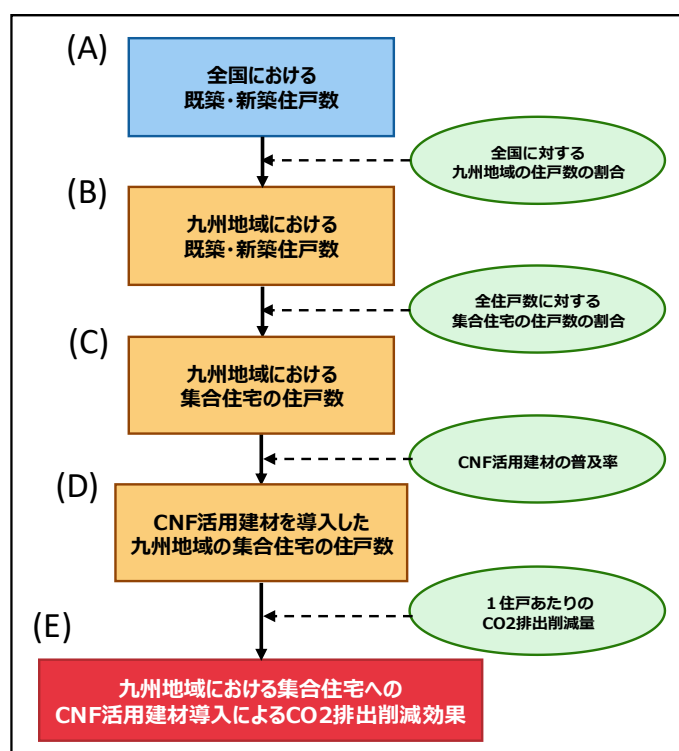 (A)
全国における
既築・新築住戸数
全国に対する
九州地域の住戸数の割合
(B)
九州地域における
既築・新築住戸数
全住戸数に対する
集合住宅の住戸数の割合
(C)
九州地域における
集合住宅の住戸数
CNF活用建材の普及率
(D)
CNF活用建材を導入した
九州地域の集合住宅の住戸数
１住戸あたりの
CO2排出削減量
(E)
九州地域における集合住宅への
CNF活用建材導入によるCO2排出削減効果